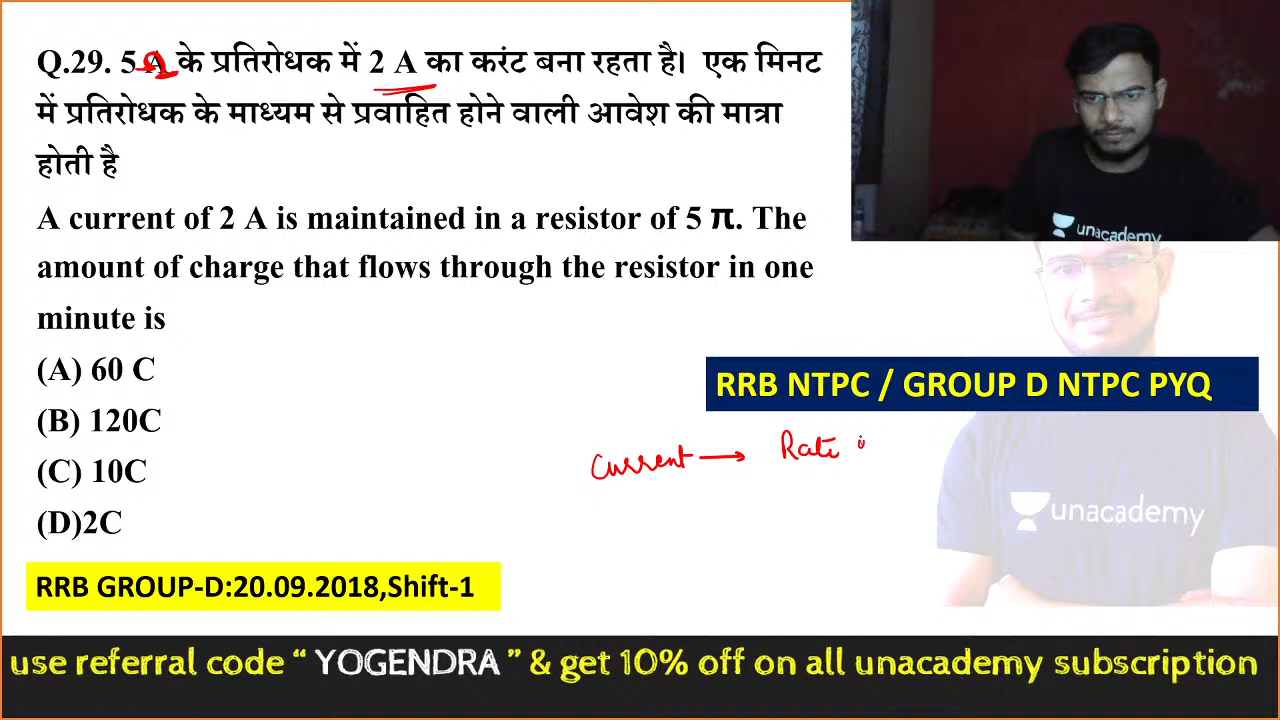 Q.29. 5 Ω के प्रतिरोधक में 2 A का करंट बना रहता है। एक मिनट
में प्रतिरोधक के माध्यम से प्रवाहित होने वाली आवेश की मात्रा
होती है
A current of 2 A is maintained in a resistor of 5 π. The
amount of charge that flows through the resistor in one
minute is
(A) 60 C
(B) 120C
(C) 10C
(D)2C
RRB GROUP-D:20.09.2018,Shift-1
unacademy
RRB NTPC / GROUP D NTPC PYQ
Current → Rate
unacademy
use referral code “ YOGENDRA ” & get 10% off on all unacademy subscription